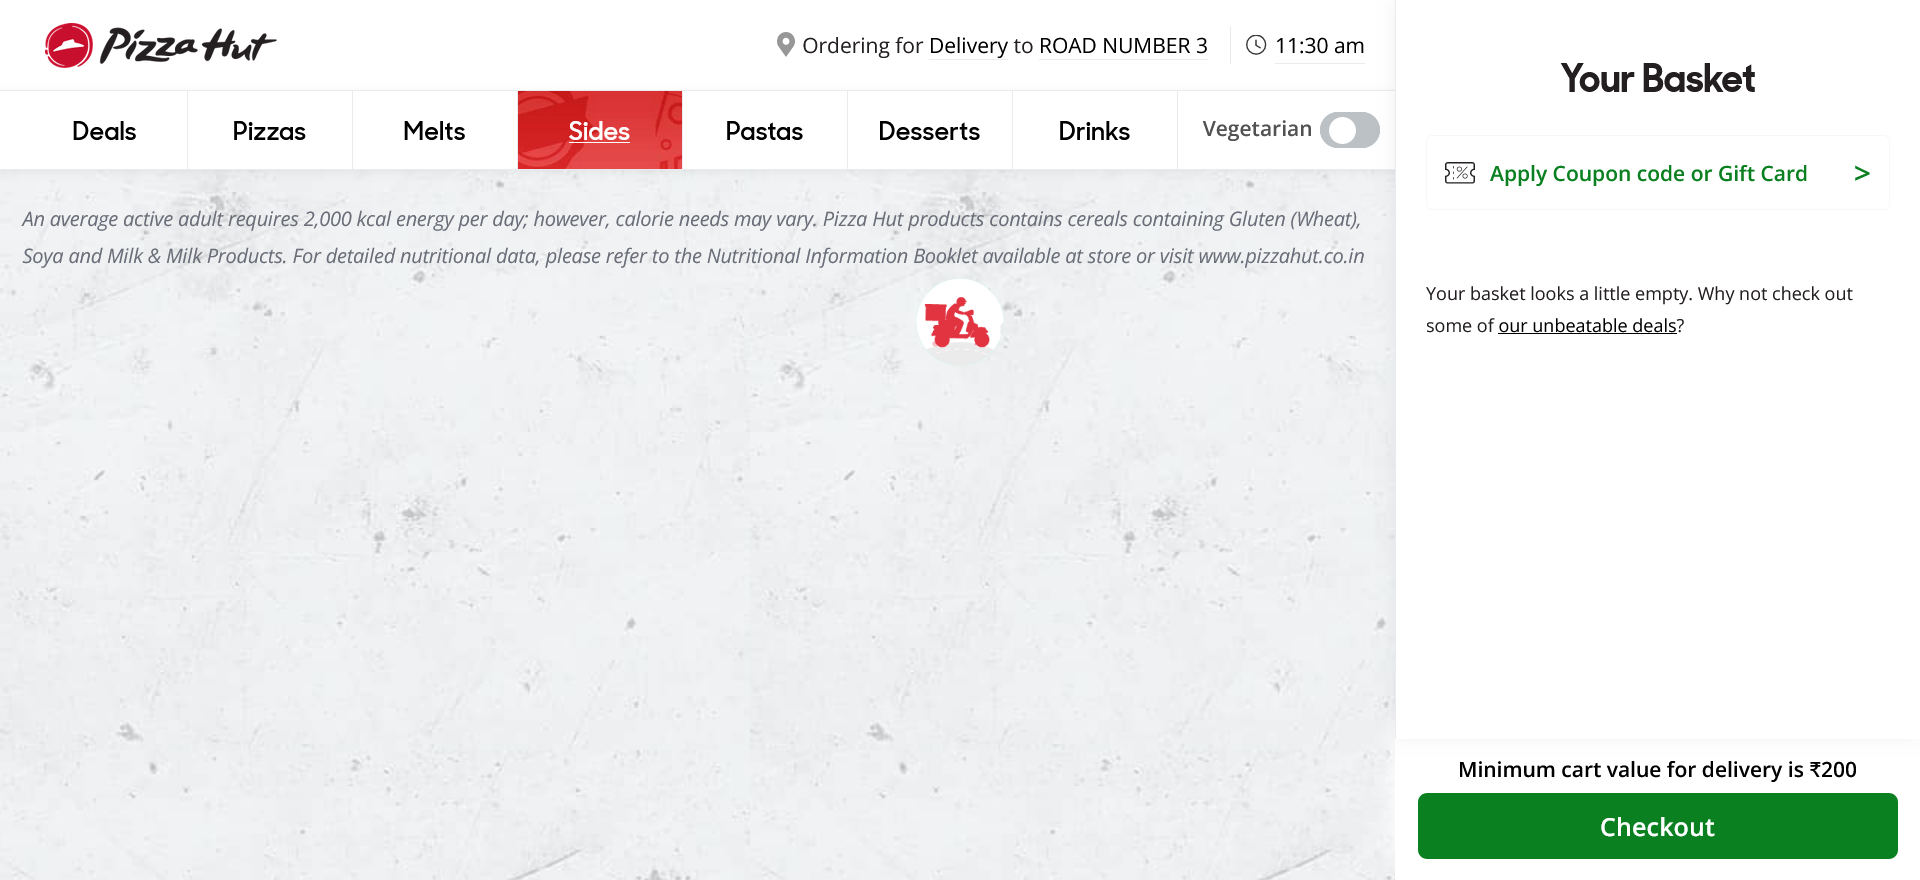 Pizza Hut
Ordering for Delivery to ROAD NUMBER 3
11:30 am
Deals
Pizzas
Melts
Sides
Pastas
Desserts
Drinks
Vegetarian
An average active adult requires 2,000 kcal energy per day; however, calorie needs may vary. Pizza Hut products contains cereals containing Gluten (Wheat),
Soya and Milk & Milk Products. For detailed nutritional data, please refer to the Nutritional Information Booklet available at store or visit www.pizzahut.co.in
Your Basket
Apply Coupon code or Gift Card >
Your basket looks a little empty. Why not check out
some of our unbeatable deals?
Minimum cart value for delivery is ₹200
Checkout